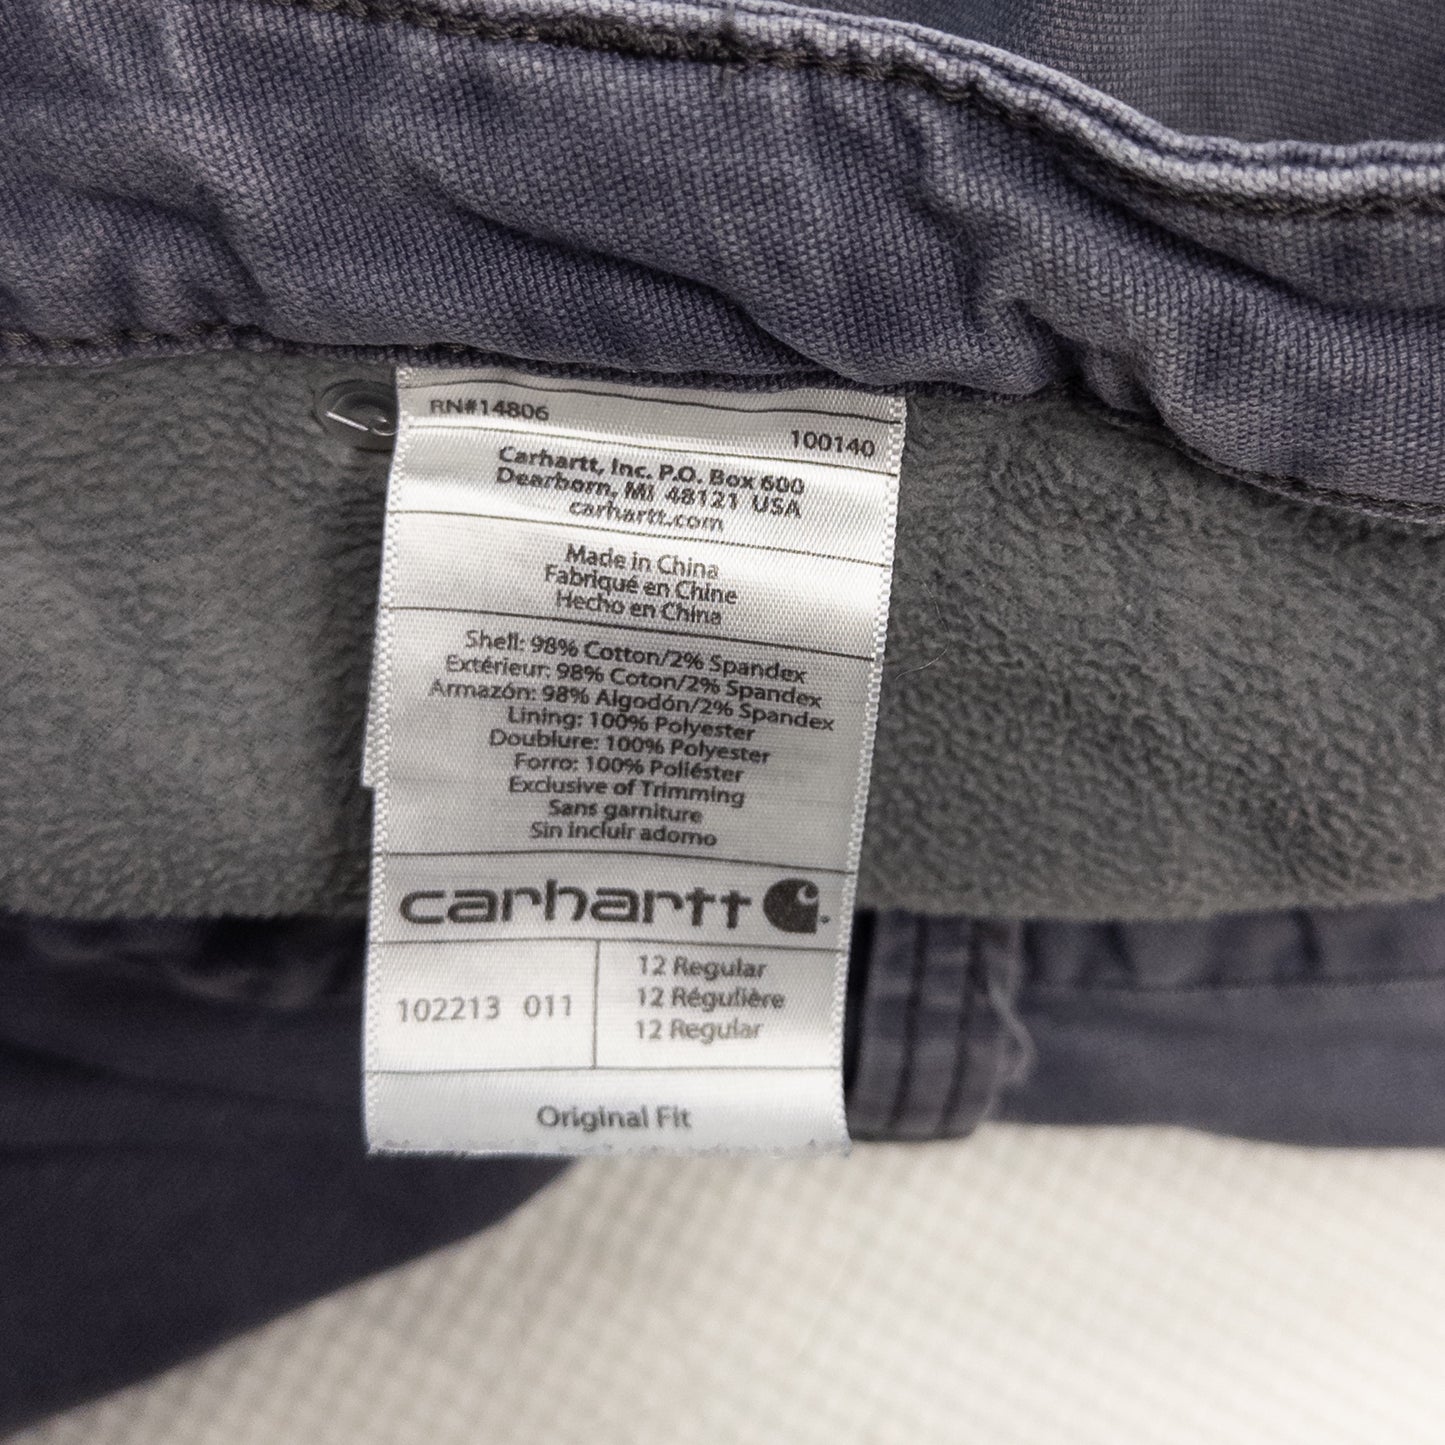 RN#14806
100140
Carhartt, Inc. P.O. Box 600
Dearborn, MI 48121 USA
carhartt.com
Made in China
Fabriqué en Chine
Hecho en China
Shell: 98% Cotton/2% Spandex
Extérieur: 98% Coton/2% Spandex
Armazón: 98% Algodón/2% Spandex
Lining: 100% Polyester
Doublure: 100% Polyester
Forro: 100% Poliéster
Exclusive of Trimming
Sans garniture
Sin incluir adorno
carhartt
102213 011
12 Regular
12 Régulière
12 Regular
Original Fit